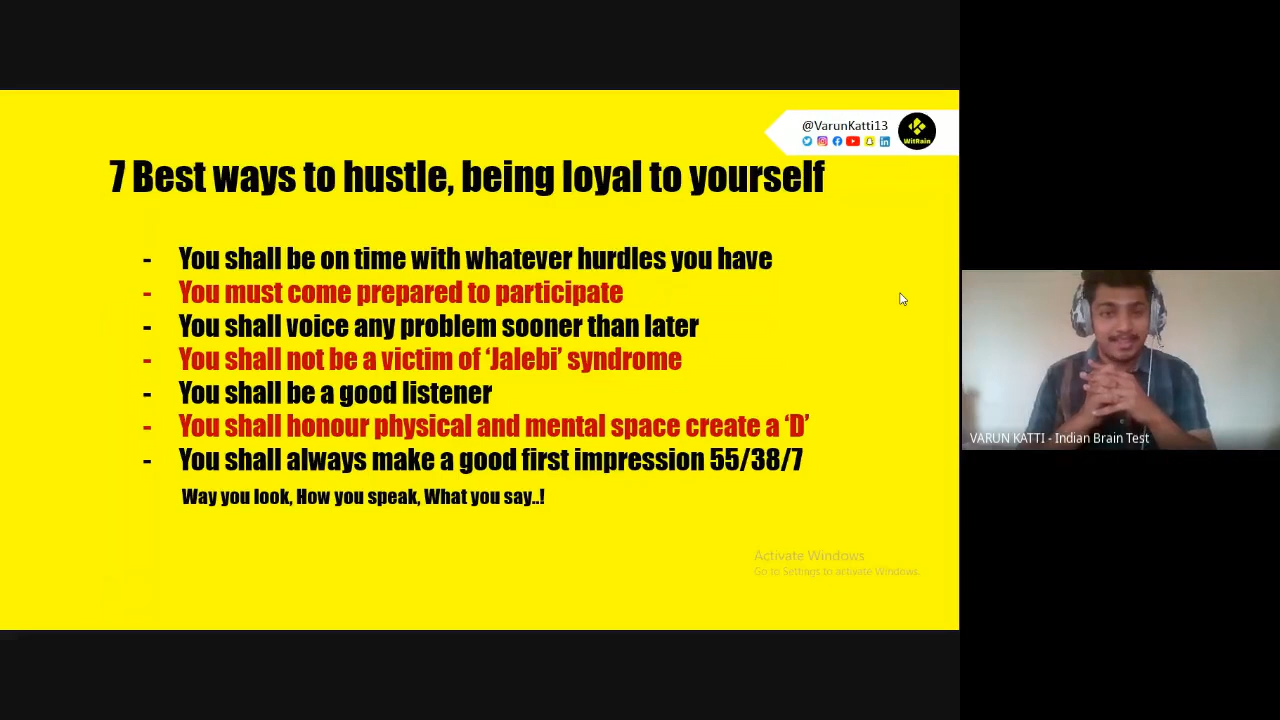 @VarunKatti13
WitRain
7 Best ways to hustle, being loyal to yourself
- You shall be on time with whatever hurdles you have
- You must come prepared to participate
- You shall voice any problem sooner than later
- You shall not be a victim of ‘Jalebi’ syndrome
- You shall be a good listener
- You shall honour physical and mental space create a ‘D’
- You shall always make a good first impression 55/38/7
Way you look, How you speak, What you say..!
Activate Windows
Go to Settings to activate Windows.
VARUN KATTI - Indian Brain Test